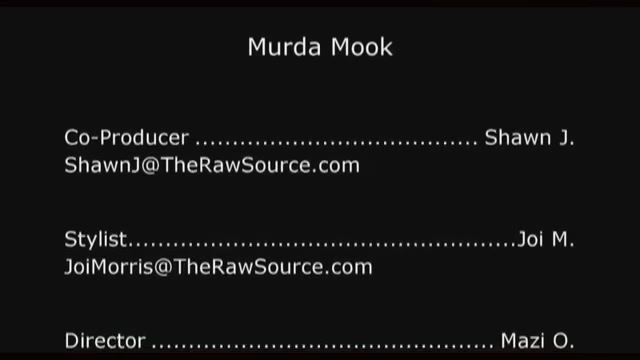 Murda Mook
Co-Producer ...................................... Shawn J.
ShawnJ@TheRawSource.com
Stylist....................................................Joi M.
JoiMorris@TheRawSource.com
Director .............................................. Mazi O.